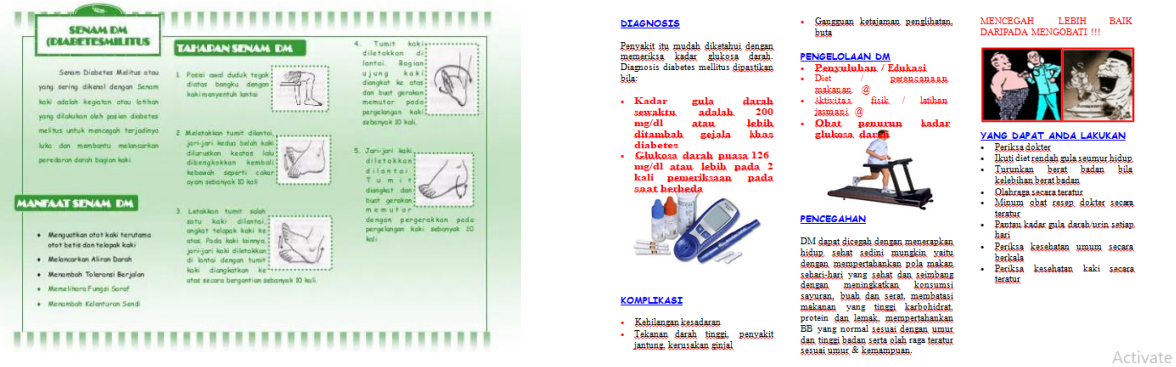 SENAM DM
(DIABETESMILITUS
Senam Diabetes Melitus atau
yang sering dikenal dengan Senam
kaki adalah kegiatan atau latihan
yang dilakukan oleh pasien diabetes
melitus untuk mencegah terjadinya
luka dan membantu melancarkan
peredaran darah bagian kaki.
MANFAAT SENAM DM
• Menguatkan otot kaki terutama
otot betis dan telapak kaki
• Melancarkan Aliran Darah
• Menambah Toleransi Berjalan
• Memelihara Fungsi Saraf
• Menambah Kelenturan Sendi
TAHAPAN SENAM DM
1. Posisi awal duduk tegak
diatas bangku dengan
kaki menyentuh lantai
2. Meletakkan tumit dilantai,
jari-jari kedua belah kaki
diluruskan keatas lalu
dibengkokkan kembali
kebawah seperti cakar
ayam sebanyak 10 kali
3. Letakkan tumit salah
satu kaki dilantai,
angkat telapak kaki ke
atas. Pada kaki lainnya,
jari-jari kaki diletakkan
di lantai dengan tumit
kaki diangkatkan ke
atas secara bergantian sebanyak 10 kali
4. Tumit kaki
diletakkan di
lantai. Bagian
ujung kaki
diangkat ke atas
dan buat gerakan
memutar pada
pergelangan kaki
sebanyak 10 kali.
5. Jari-jari kaki
diletakkan
dilantai.
Tumit
diangkat dan
buat gerakan
memutar
dengan pergerakkan pada
pergelangan kaki sebanyak 10
kali
DIAGNOSIS
Penyakit itu mudah diketahui dengan
memeriksa kadar glukosa darah.
Diagnosis diabetes mellitus dipastikan
bila:
• Kadar gula darah
sewaktu adalah 200
mg/dl atau lebih
ditambah gejala khas
diabetes
• Glukosa darah puasa 126
mg/dl atau lebih pada 2
kali pemeriksaan pada
saat berbeda
KOMPLIKASI
• Kehilangan kesadaran
• Tekanan darah tinggi, penyakit
jantung, kerusakan ginjal
• Gangguan ketajaman penglihatan,
buta
PENGELOLAAN DM
• Penyuluhan / Edukasi
• Diet / perencanaan
makanan @
• Aktivitas fisik / latihan
jasmani @
• Obat penurun kadar
glukosa darah
PENCEGAHAN
DM dapat dicegah dengan menerapkan
hidup sehat sedini mungkin yaitu
dengan mempertahankan pola makan
sehari-hari yang sehat dan seimbang
dengan meningkatkan konsumsi
sayuran, buah dan serat, membatasi
makanan yang tinggi karbohidrat,
protein dan lemak, mempertahankan
BB yang normal sesuai dengan umur
dan tinggi badan serta olah raga teratur
sesuai umur & kemampuan.
MENCEGAH LEBIH BAIK
DARIPADA MENGOBATI !!!
YANG DAPAT ANDA LAKUKAN
• Periksa dokter
• Ikuti diet rendah gula seumur hidup
• Turunkan berat badan bila
kelebihan berat badan
• Olahraga secara teratur
• Minum obat resep dokter secara
teratur
• Pantau kadar gula darah/urin setiap
hari
• Periksa kesehatan umum secara
berkala
• Periksa kesehatan kaki secara
teratur
Activate